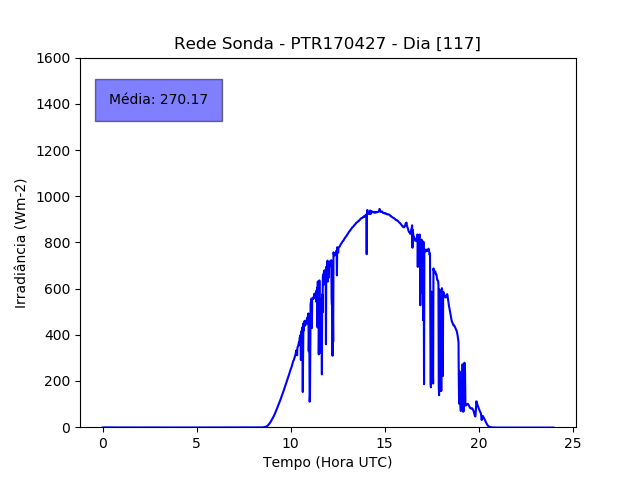 Rede Sonda - PTR170427 - Dia [117]
1600
1400
1200
1000
800
600
400
200
0
Irradiância (Wm-2)
Média: 270.17
0 5 10 15 20 25
Tempo (Hora UTC)